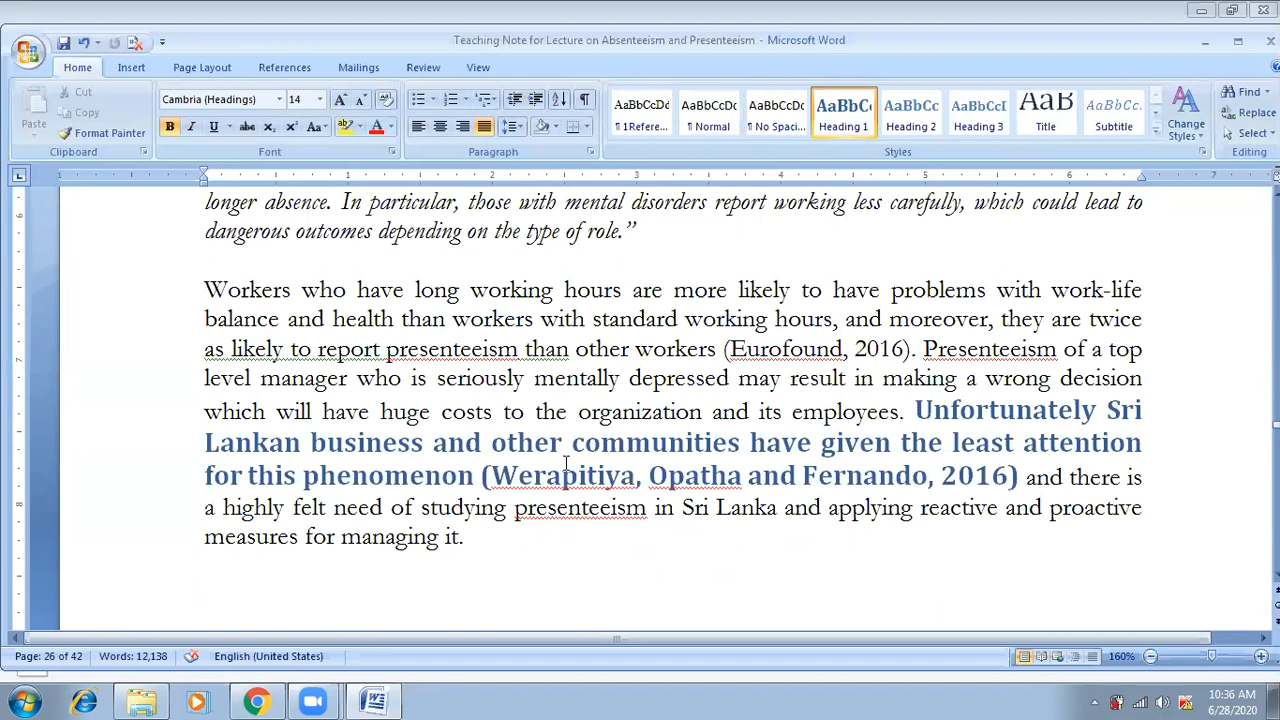 Teaching Note for Lecture on Absenteeism and Presenteeism - Microsoft Word
Home Insert Page Layout References Mailings Review View
Paste Cut Copy Format Painter
Cambria (Headings) 14
AaBbCcDd AaBbCcDc AaBbCcDc AaBbC AaBbCc AaBbCcI AaB AaBbCc.
¶ 1Refere... ¶ Normal ¶ No Spaci... Heading 1 Heading 2 Heading 3 Title Subtitle
Change Styles Find Replace Select
Clipboard Font Paragraph Styles Editing
1 1 2 3 4 5 6 7
longer absence. In particular, those with mental disorders report working less carefully, which could lead to
dangerous outcomes depending on the type of role.”
Workers who have long working hours are more likely to have problems with work-life
balance and health than workers with standard working hours, and moreover, they are twice
as likely to report presenteeism than other workers (Eurofound, 2016). Presenteeism of a top
level manager who is seriously mentally depressed may result in making a wrong decision
which will have huge costs to the organization and its employees. Unfortunately Sri
Lankan business and other communities have given the least attention
for this phenomenon (Werapitiya, Opatha and Fernando, 2016) and there is
a highly felt need of studying presenteeism in Sri Lanka and applying reactive and proactive
measures for managing it.
Page: 26 of 42 Words: 12,138 English (United States) 160%
10:36 AM
6/28/2020